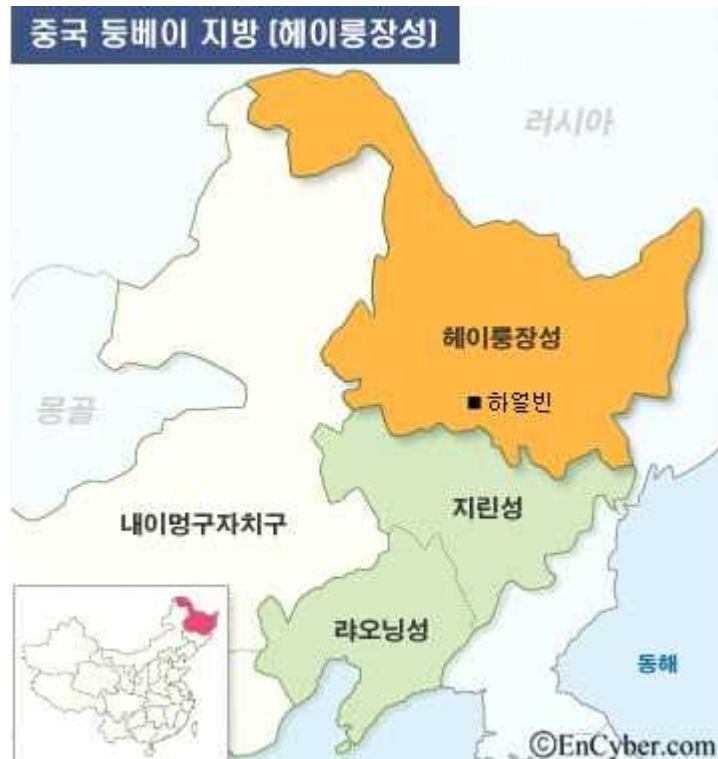 중국 둥베이 지방 [헤이룽장성]
러시아
헤이룽장성
■ 하얼빈
몽골
지린성
내이멍구자치구
랴오닝성
동해
©EnCyber.com